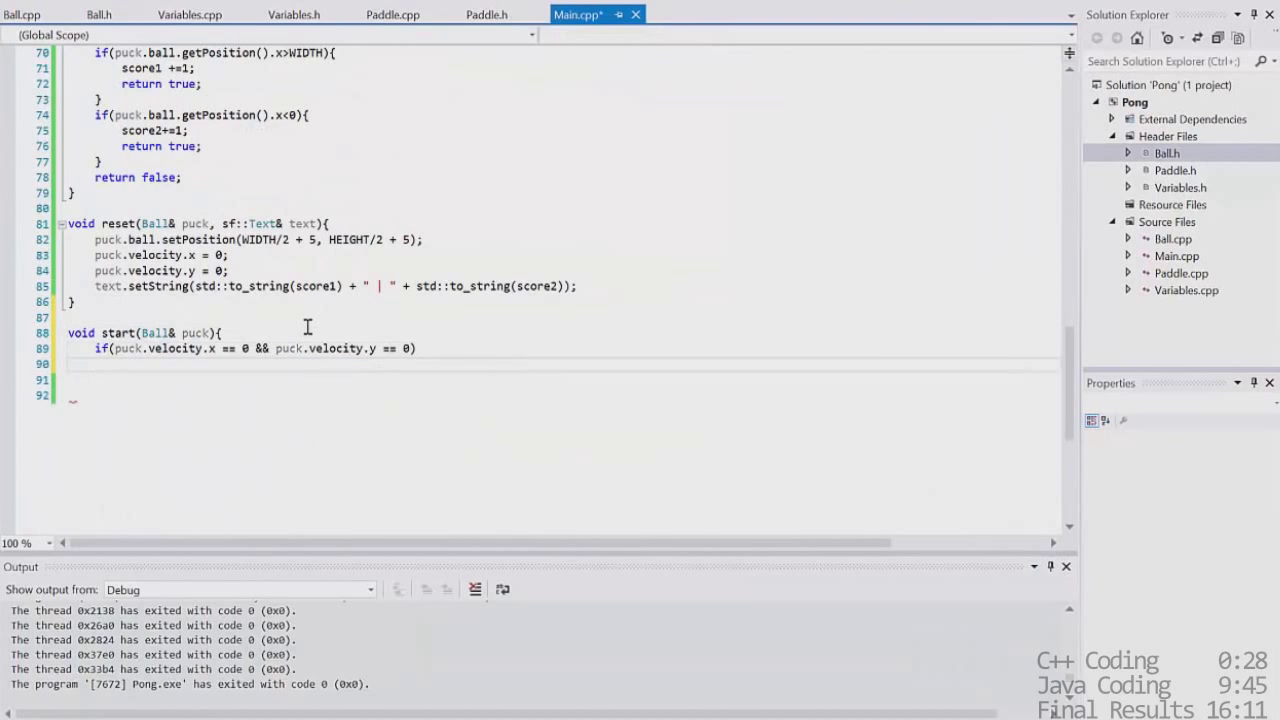 Ball.cpp Ball.h Variables.cpp Variables.h Paddle.cpp Paddle.h Main.cpp*
(Global Scope)
70 if(puck.ball.getPosition().x>WIDTH){
71 score1 +=1;
72 return true;
73 }
74 if(puck.ball.getPosition().x<0){
75 score2+=1;
76 return true;
77 }
78 return false;
79 }
80
81 void reset(Ball& puck, sf::Text& text){
82 puck.ball.setPosition(WIDTH/2 + 5, HEIGHT/2 + 5);
83 puck.velocity.x = 0;
84 puck.velocity.y = 0;
85 text.setString(std::to_string(score1) + " | " + std::to_string(score2));
86 }
87
88 void start(Ball& puck){
89 if(puck.velocity.x == 0 && puck.velocity.y == 0)
90
91
92
100 %
Output
Show output from: Debug
The thread 0x2138 has exited with code 0 (0x0).
The thread 0x26a0 has exited with code 0 (0x0).
The thread 0x2824 has exited with code 0 (0x0).
The thread 0x37e0 has exited with code 0 (0x0).
The thread 0x33b4 has exited with code 0 (0x0).
The program '[7672] Pong.exe' has exited with code 0 (0x0).
Solution Explorer
Search Solution Explorer (Ctrl+;)
Solution 'Pong' (1 project)
Pong
External Dependencies
Header Files
Ball.h
Paddle.h
Variables.h
Resource Files
Source Files
Ball.cpp
Main.cpp
Paddle.cpp
Variables.cpp
Properties
C++ Coding 0:28
Java Coding 9:45
Final Results 16:11